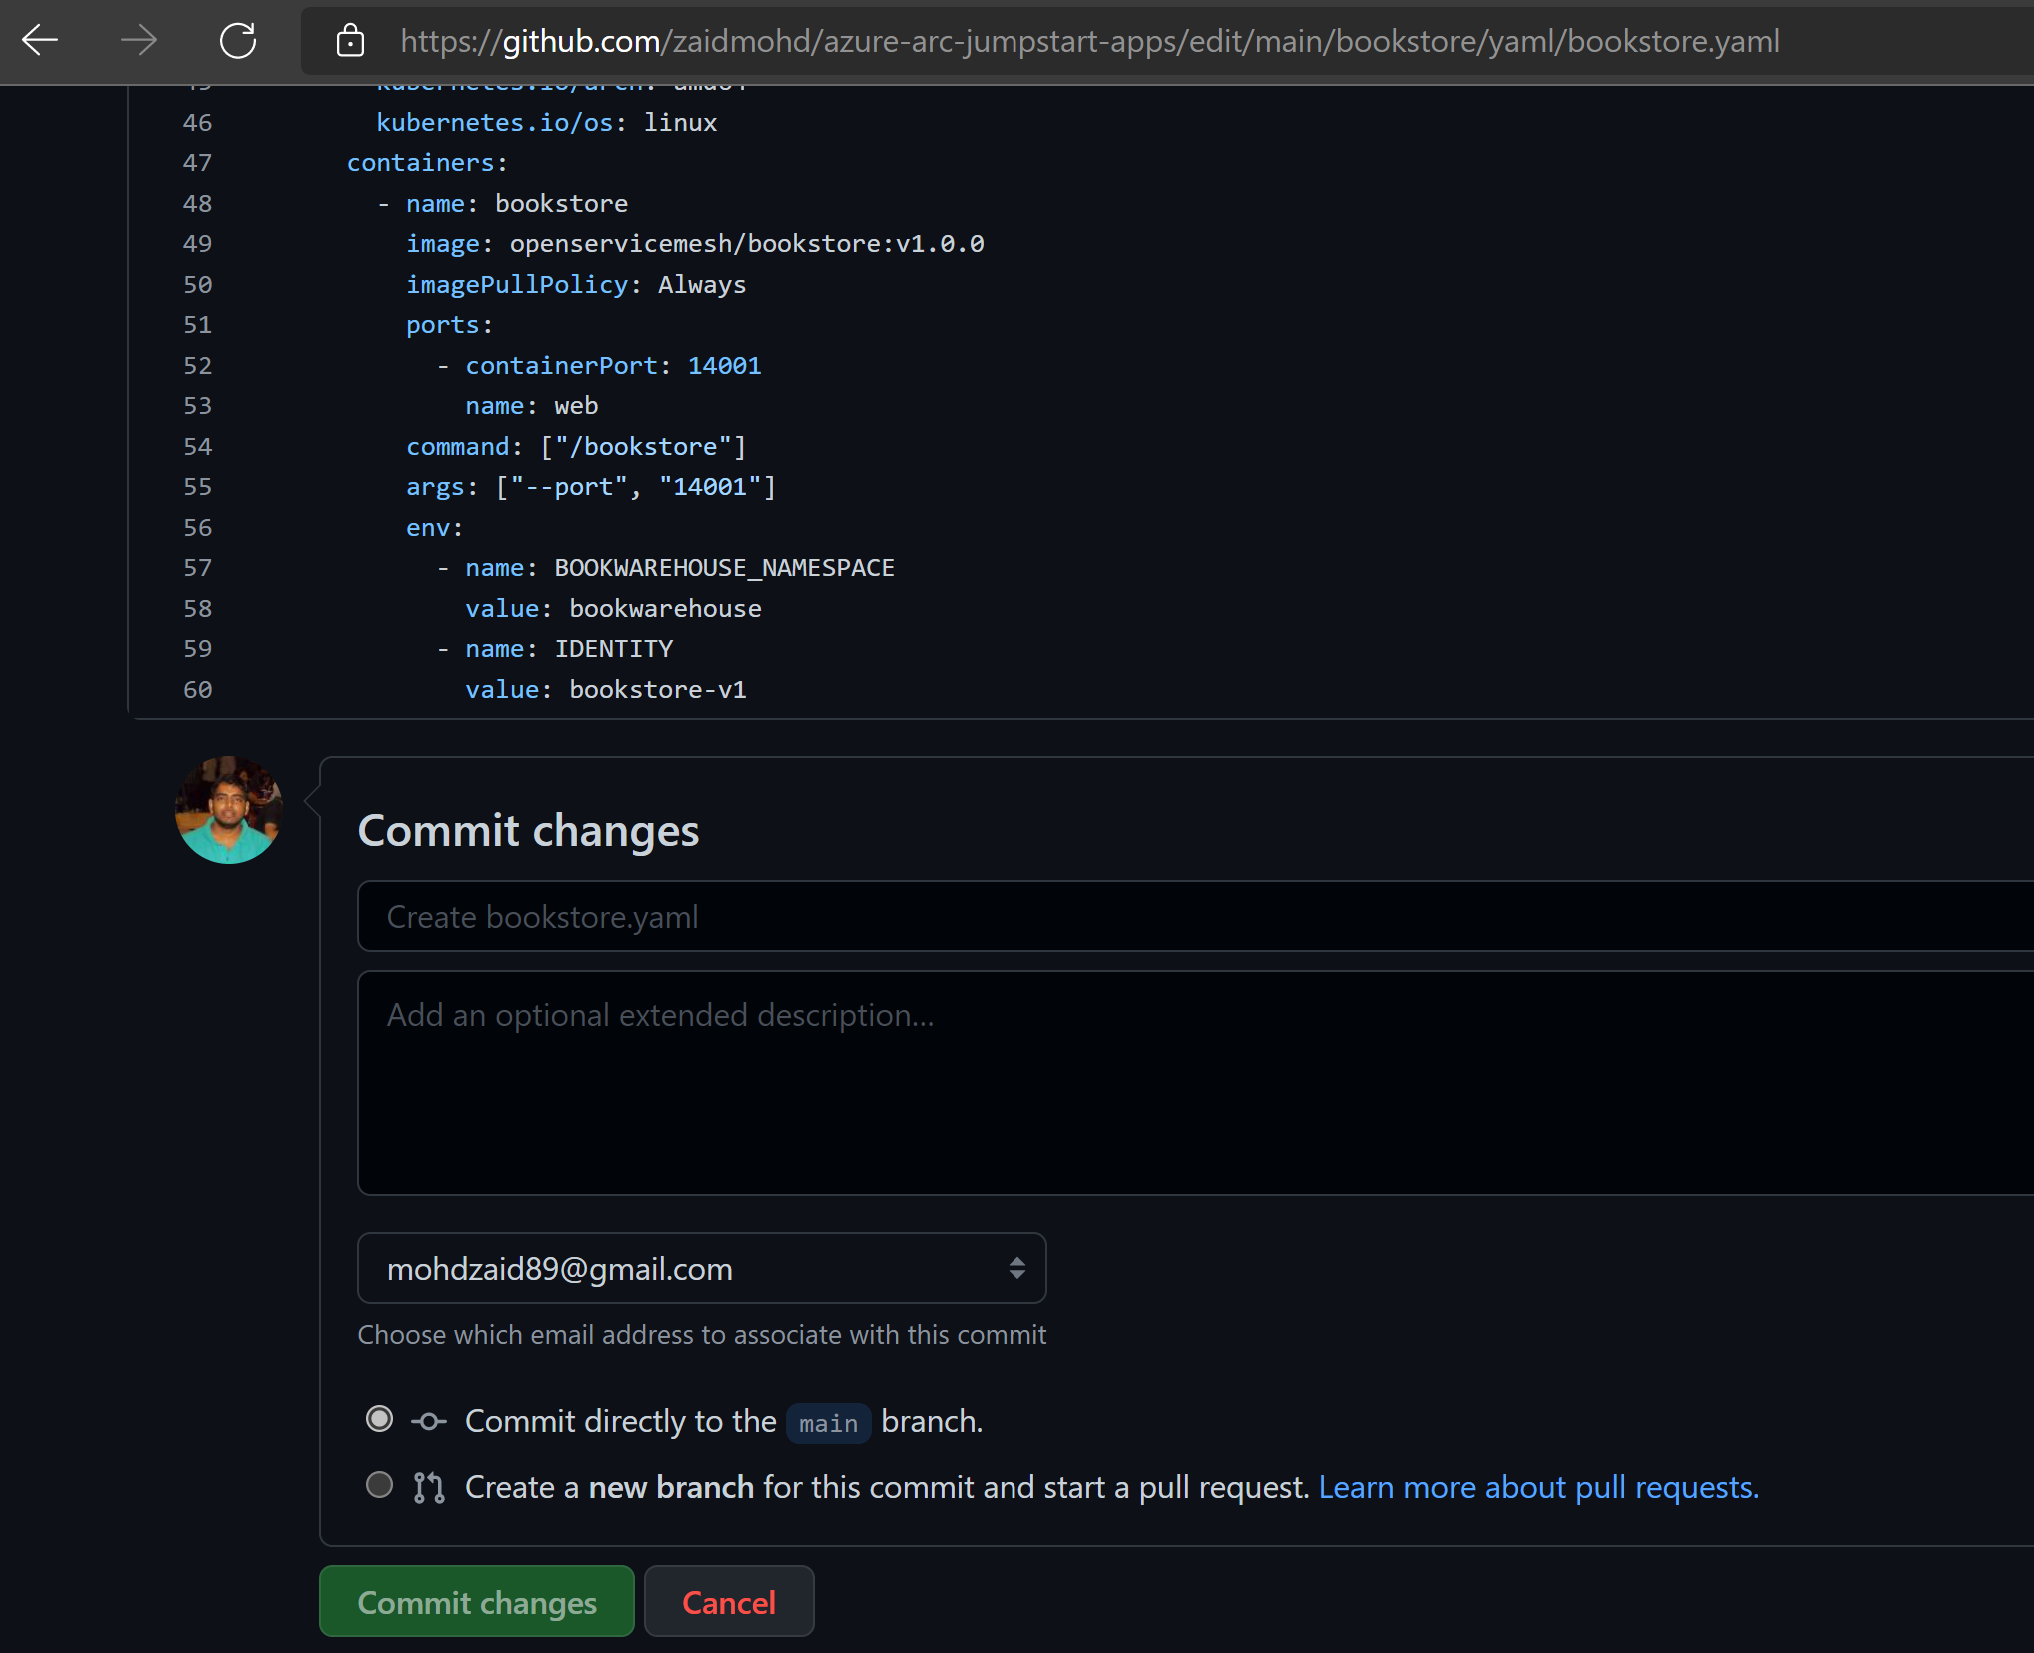 https://github.com/zaidmohd/azure-arc-jumpstart-apps/edit/main/bookstore/yaml/bookstore.yaml
45 kubernetes.io/arch: amd64
46 kubernetes.io/os: linux
47 containers:
48 - name: bookstore
49 image: openservicemesh/bookstore:v1.0.0
50 imagePullPolicy: Always
51 ports:
52 - containerPort: 14001
53 name: web
54 command: ["/bookstore"]
55 args: ["--port", "14001"]
56 env:
57 - name: BOOKWAREHOUSE_NAMESPACE
58 value: bookwarehouse
59 - name: IDENTITY
60 value: bookstore-v1
Commit changes
Create bookstore.yaml
Add an optional extended description...
mohdzaid89@gmail.com
Choose which email address to associate with this commit
Commit directly to the main branch.
Create a new branch for this commit and start a pull request. Learn more about pull requests.
Commit changes Cancel